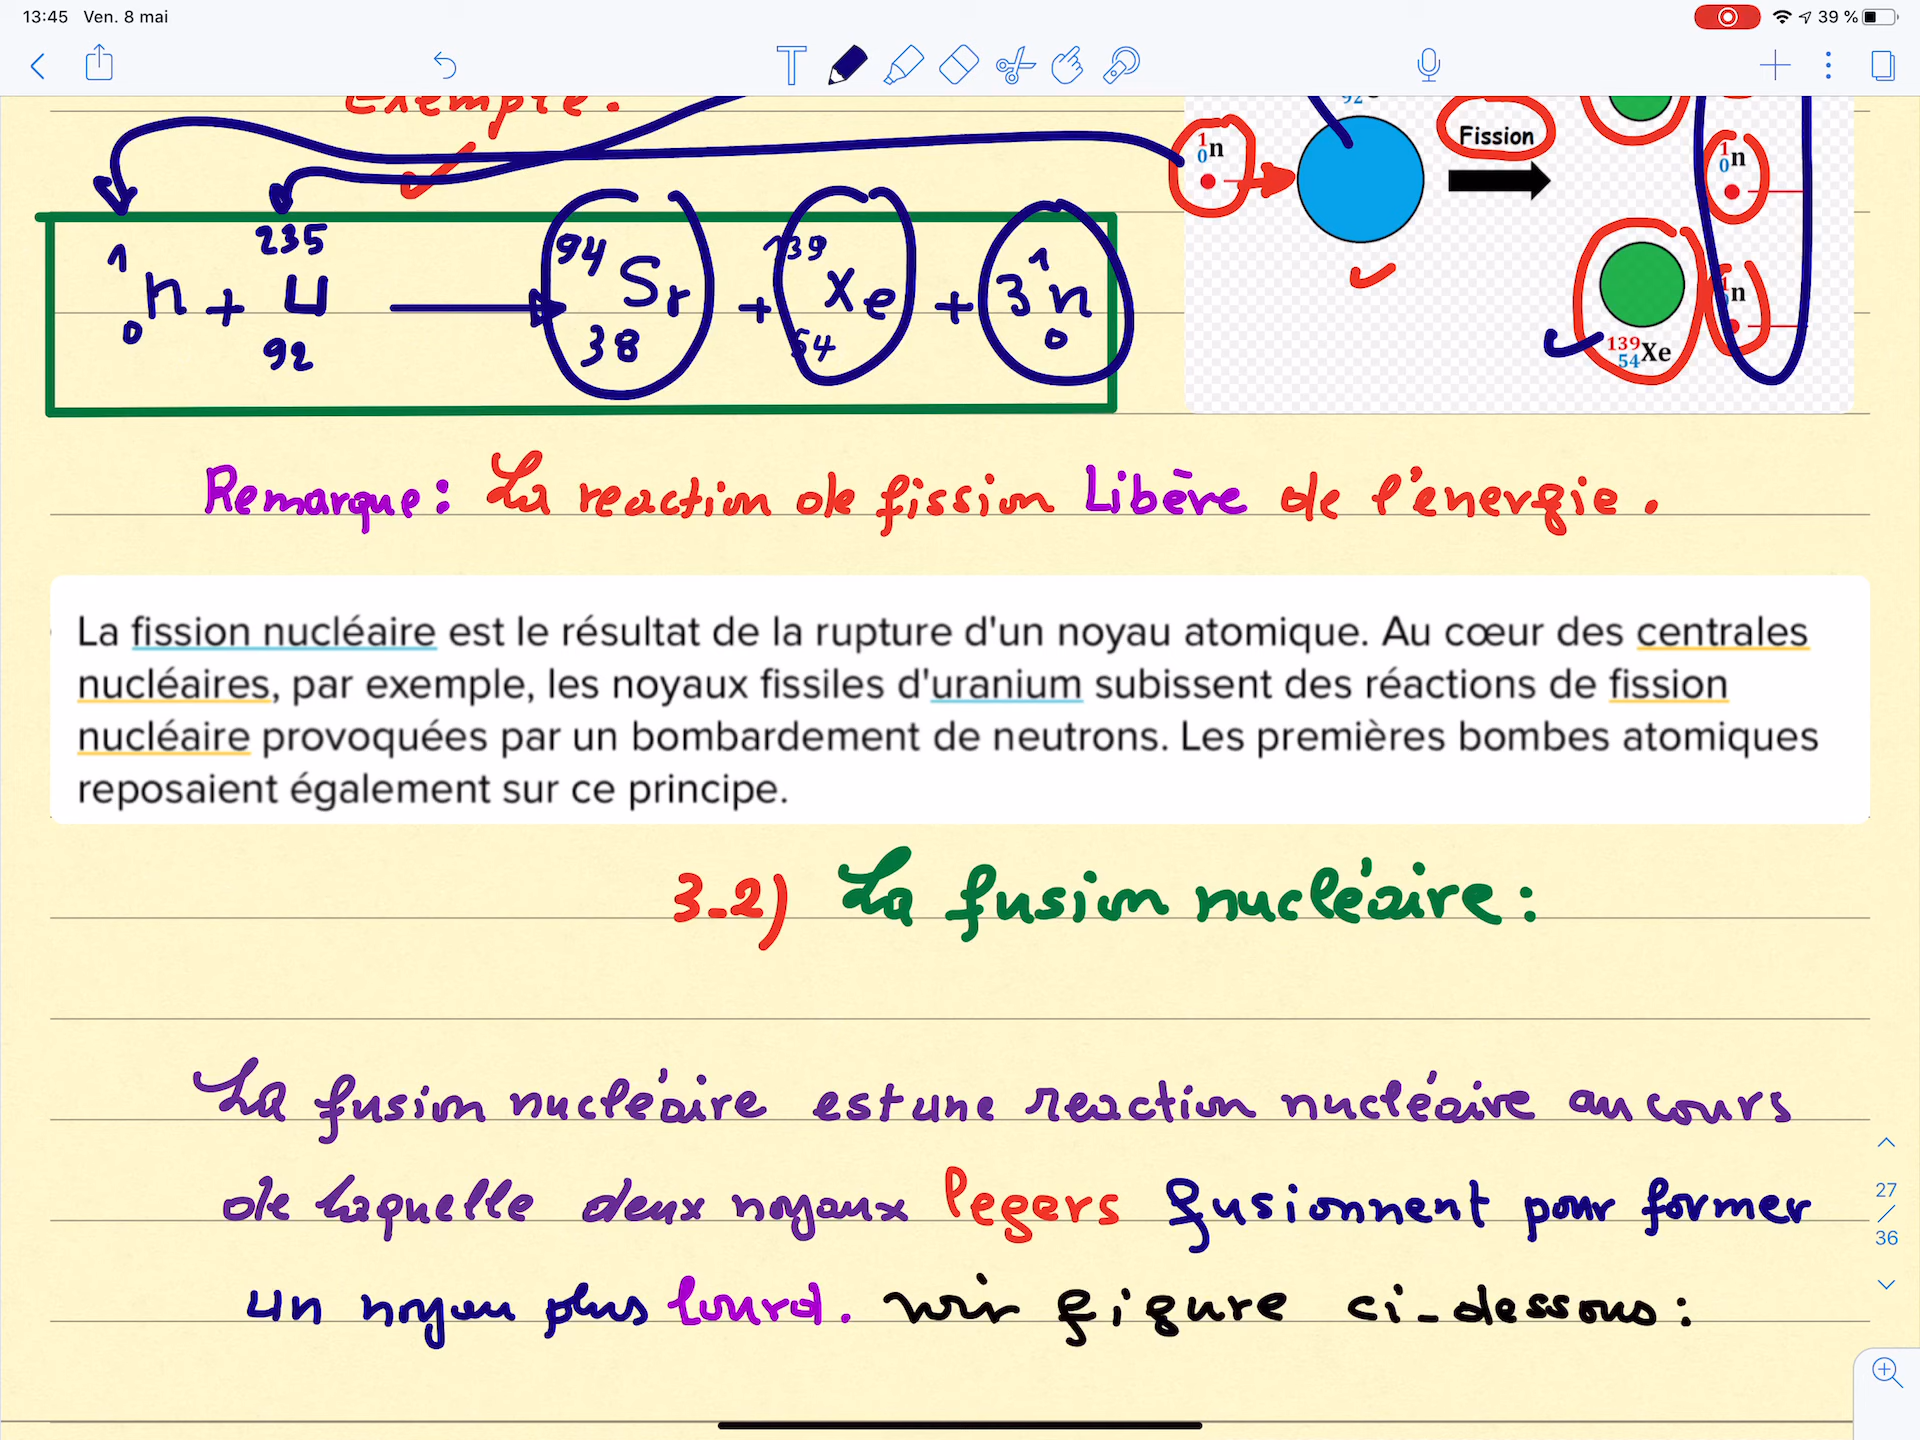 13:45 Ven. 8 mai
39 %
Exemple :
92
1 0 n
Fission
1 0 n
1 0 n
139 54 Xe
1 0 n + 235 92 U → 94 38 Sr + 139 54 Xe + 3 1 0 n
Remarque : La reaction de fission Libère de l'énergie .
La fission nucléaire est le résultat de la rupture d'un noyau atomique. Au cœur des centrales
nucléaires, par exemple, les noyaux fissiles d'uranium subissent des réactions de fission
nucléaire provoquées par un bombardement de neutrons. Les premières bombes atomiques
reposaient également sur ce principe.
3-2) La fusion nucléaire :
La fusion nucléaire est une reaction nucléaire au cours
de laquelle deux noyaux legers fusionnent pour former
un noyau plus lourd. voir figure ci-dessous :
27 / 36